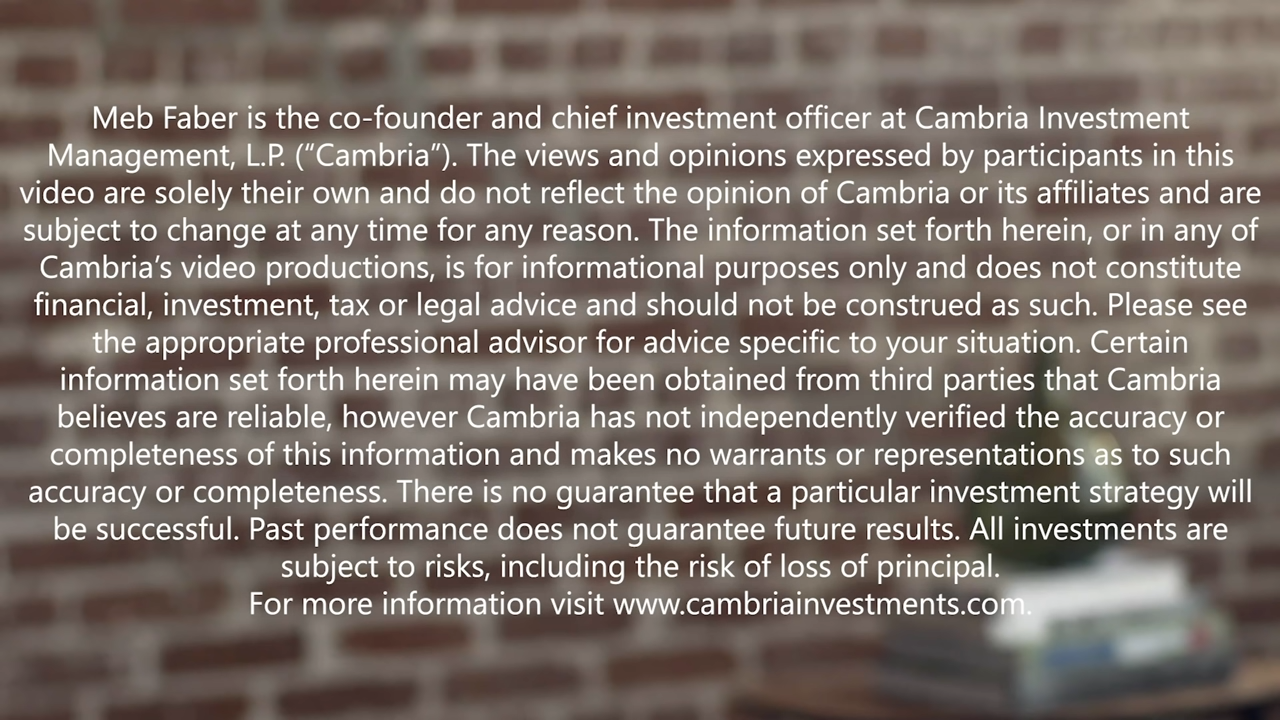 Meb Faber is the co-founder and chief investment officer at Cambria Investment
Management, L.P. (“Cambria”). The views and opinions expressed by participants in this
video are solely their own and do not reflect the opinion of Cambria or its affiliates and are
subject to change at any time for any reason. The information set forth herein, or in any of
Cambria’s video productions, is for informational purposes only and does not constitute
financial, investment, tax or legal advice and should not be construed as such. Please see
the appropriate professional advisor for advice specific to your situation. Certain
information set forth herein may have been obtained from third parties that Cambria
believes are reliable, however Cambria has not independently verified the accuracy or
completeness of this information and makes no warrants or representations as to such
accuracy or completeness. There is no guarantee that a particular investment strategy will
be successful. Past performance does not guarantee future results. All investments are
subject to risks, including the risk of loss of principal.
For more information visit www.cambriainvestments.com.